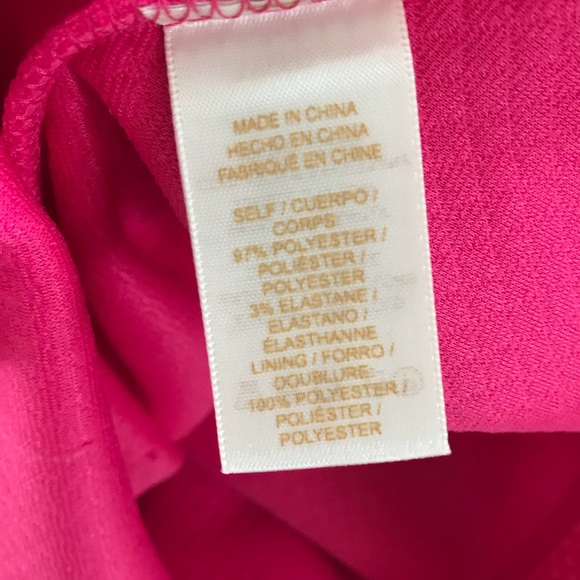 MADE IN CHINA
HECHO EN CHINA
FABRIQUÉ EN CHINE
SELF / CUERPO /
CORPS:
97% POLYESTER /
POLIÉSTER /
POLYESTER
3% ELASTANE /
ELASTANO /
ÉLASTHANNE
LINING / FORRO /
DOUBLURE:
100% POLYESTER /
POLIÉSTER /
POLYESTER